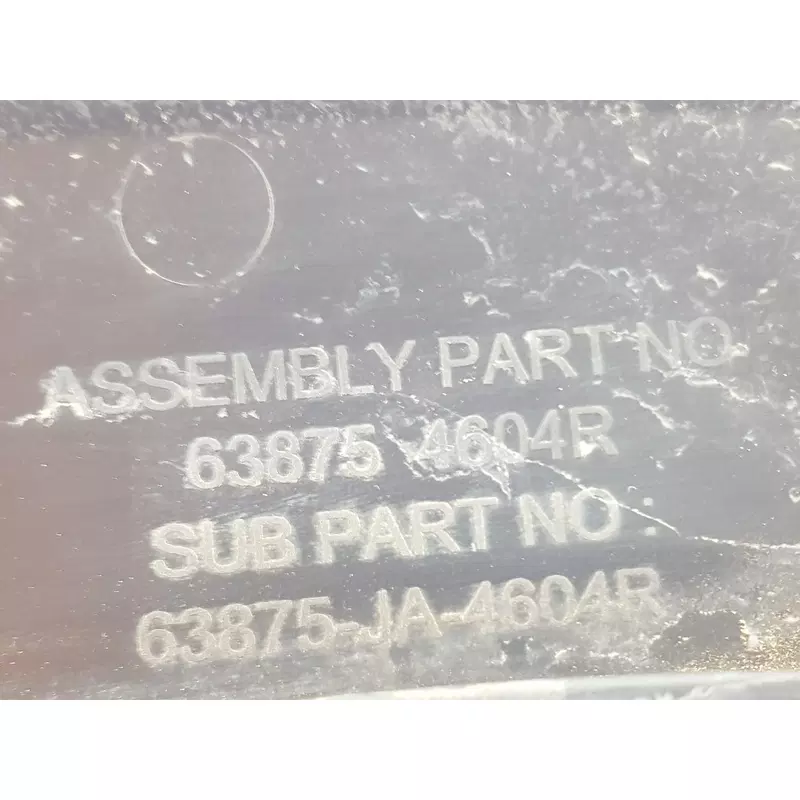 ASSEMBLY PART NO :
63875 4604R
SUB PART NO :
63875-JA-4604R